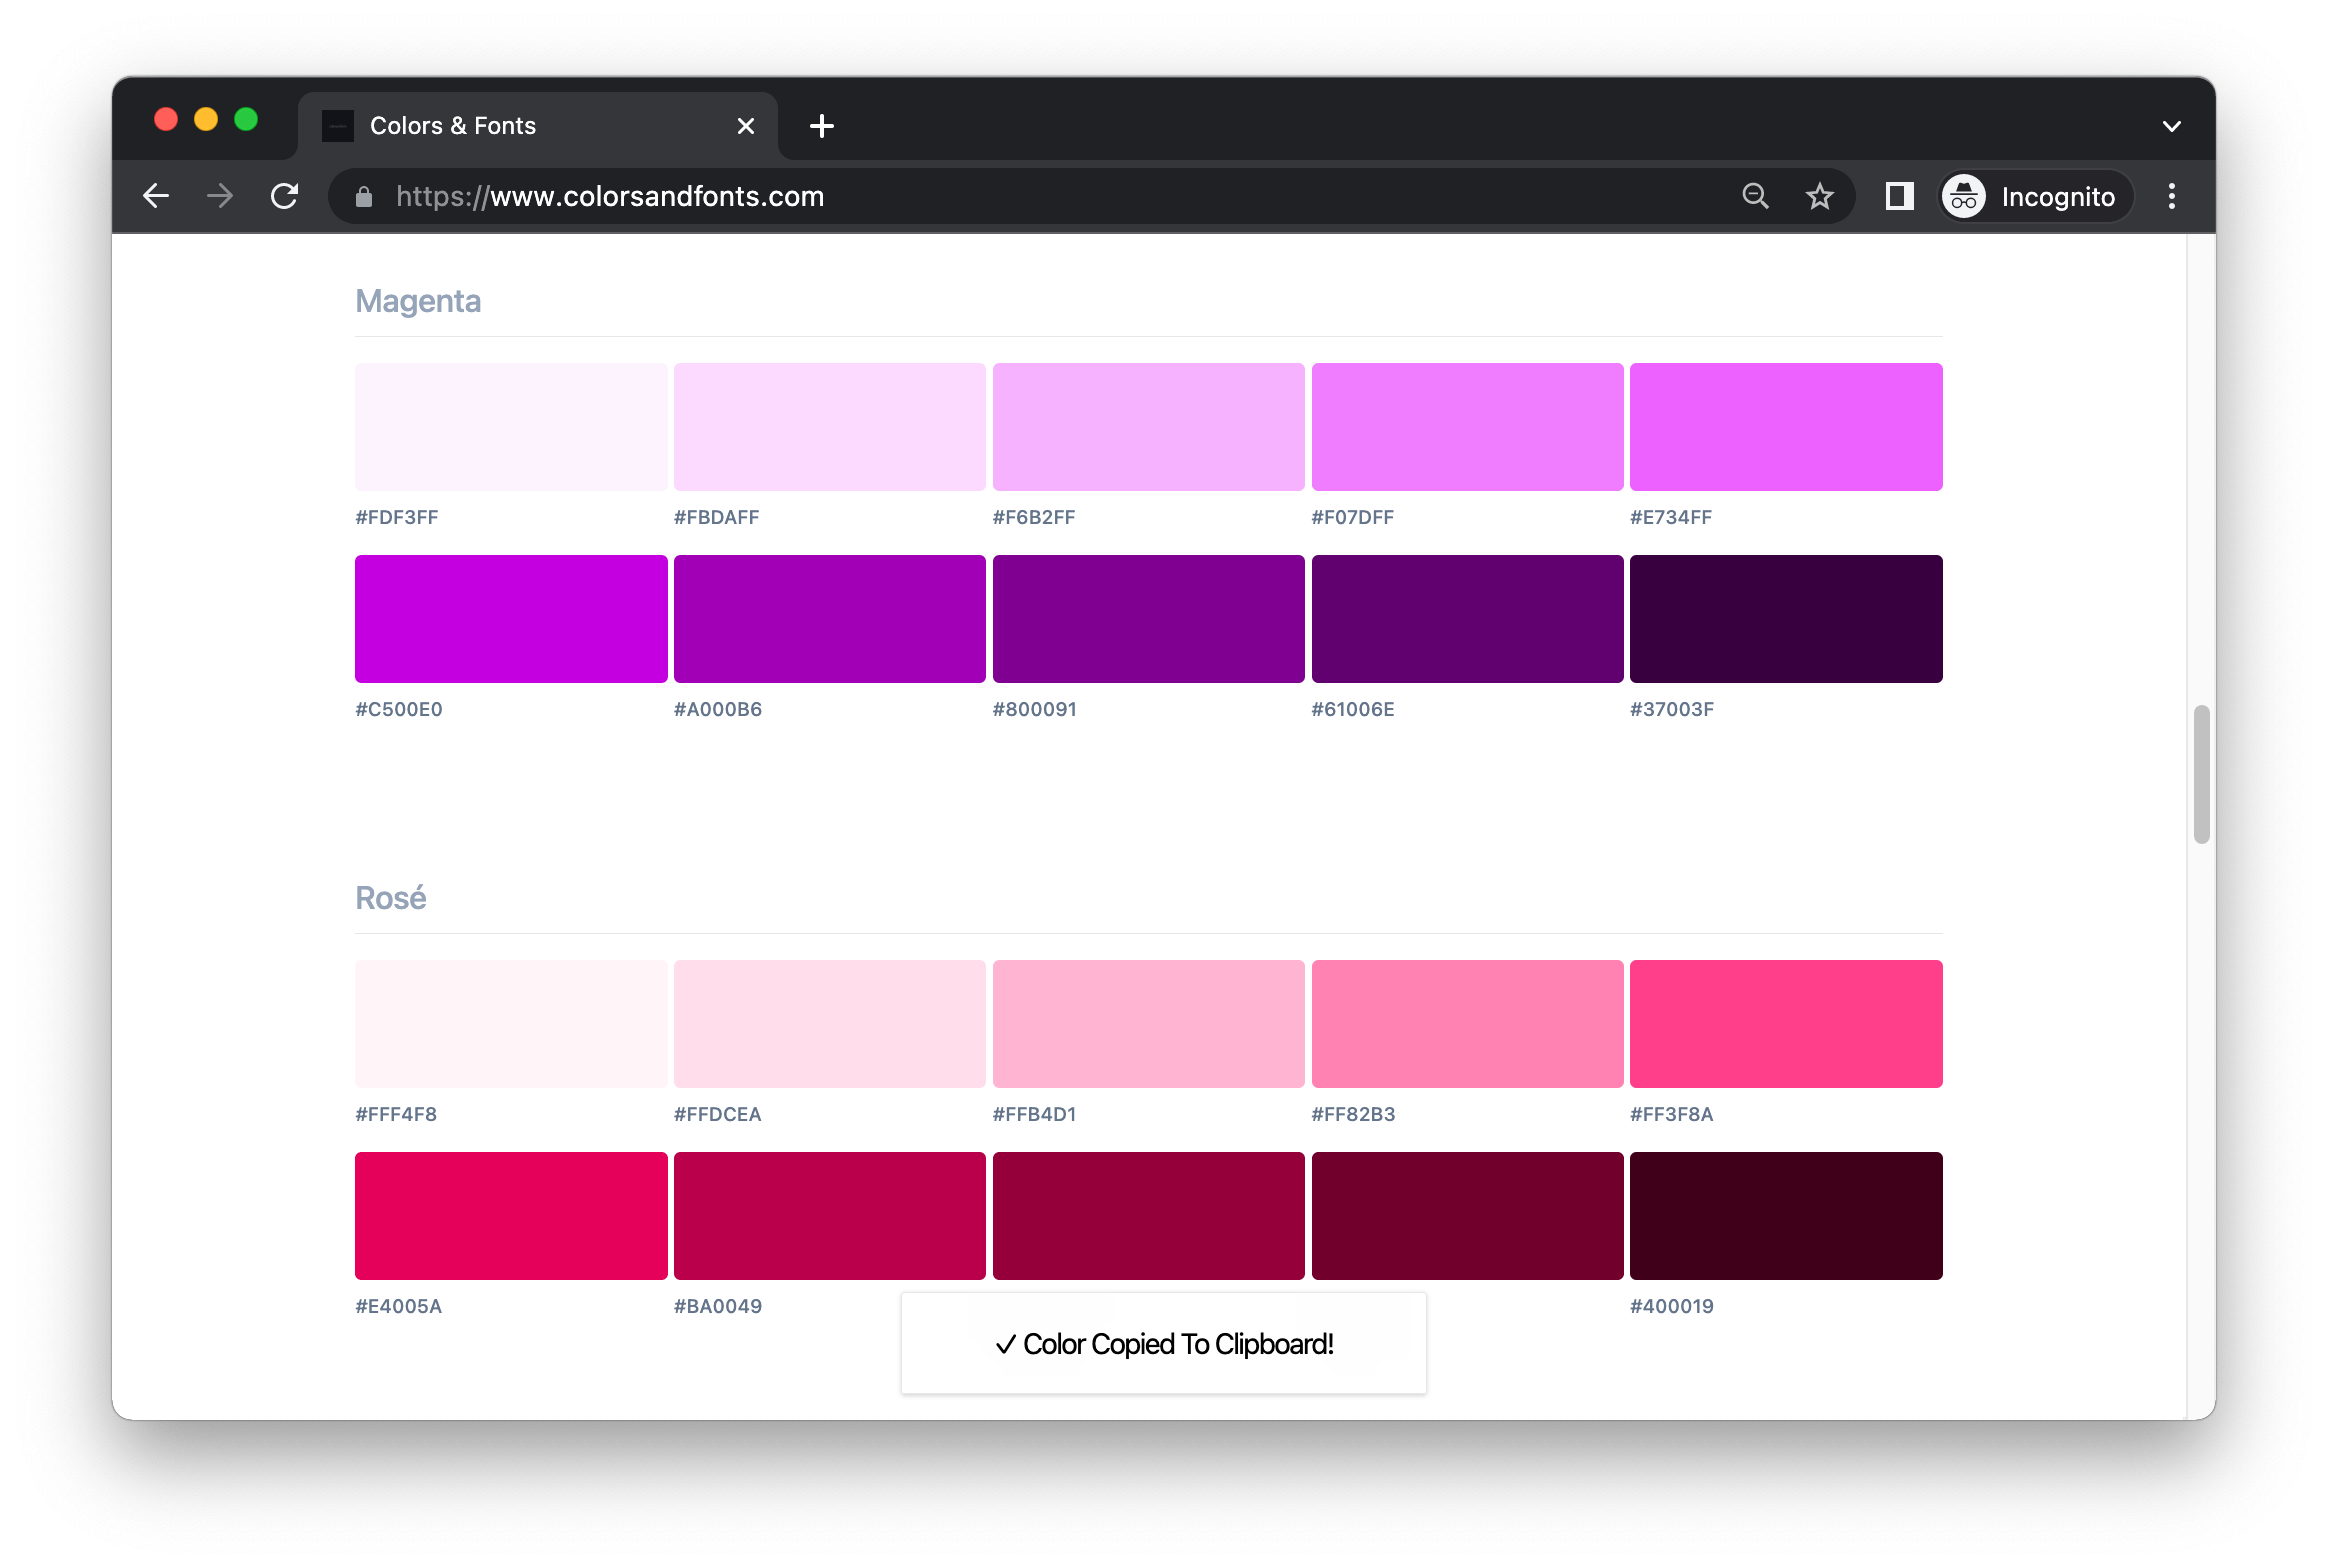 Colors & Fonts
https://www.colorsandfonts.com
Incognito
Magenta
#FDF3FF #FBDAFF #F6B2FF #F07DFF #E734FF
#C500E0 #A000B6 #800091 #61006E #37003F
Rosé
#FFF4F8 #FFDCEA #FFB4D1 #FF82B3 #FF3F8A
#E4005A #BA0049 #400019
✓ Color Copied To Clipboard!